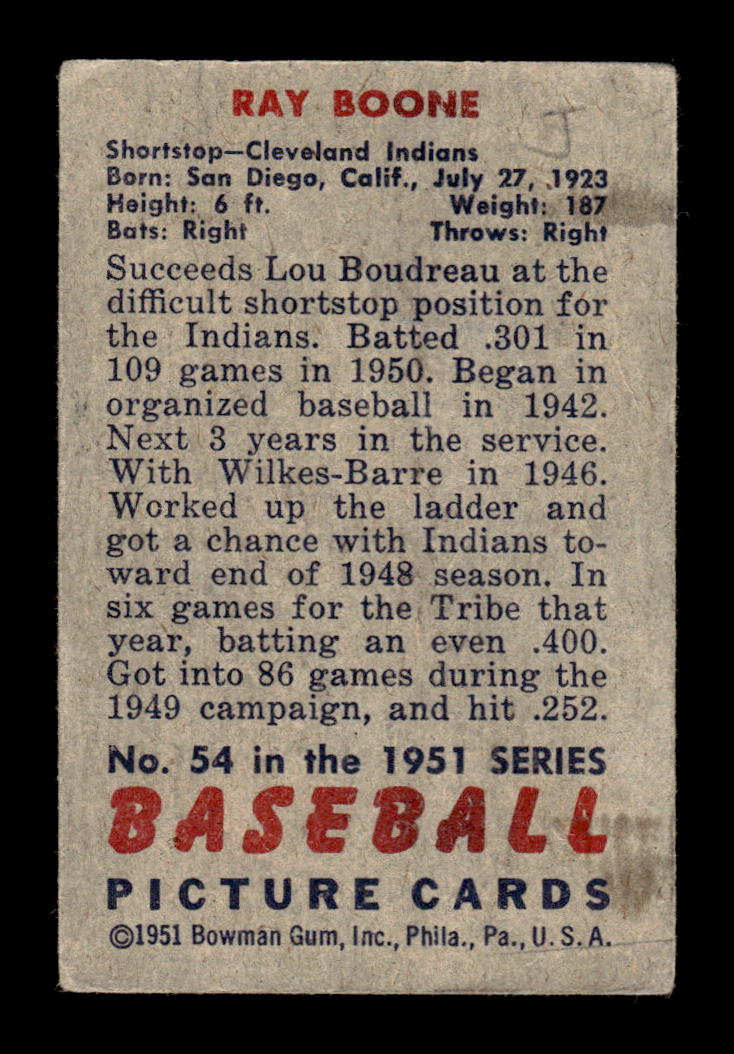 RAY BOONE
J
Shortstop—Cleveland Indians
Born: San Diego, Calif., July 27, 1923
Height: 6 ft. Weight: 187
Bats: Right Throws: Right
Succeeds Lou Boudreau at the
difficult shortstop position for
the Indians. Batted .301 in
109 games in 1950. Began in
organized baseball in 1942.
Next 3 years in the service.
With Wilkes-Barre in 1946.
Worked up the ladder and
got a chance with Indians to-
ward end of 1948 season. In
six games for the Tribe that
year, batting an even .400.
Got into 86 games during the
1949 campaign, and hit .252.
No. 54 in the 1951 SERIES
BASEBALL
PICTURE CARDS
©1951 Bowman Gum, Inc., Phila., Pa., U.S.A.